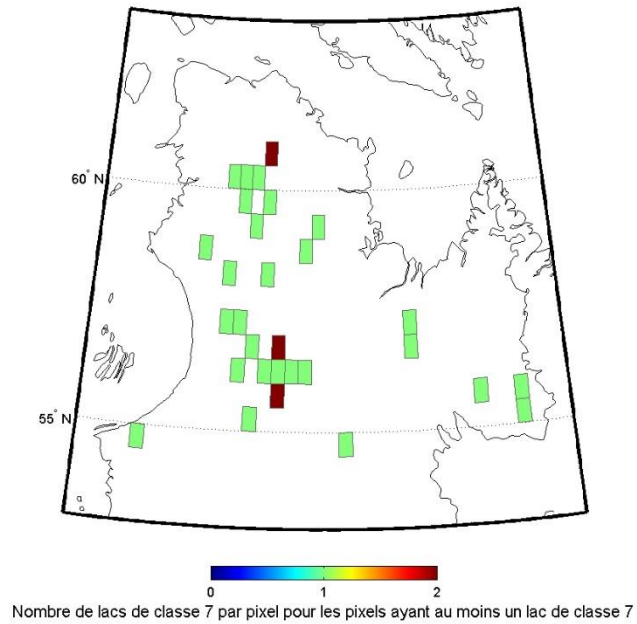 60° N
55° N
0 1 2
Nombre de lacs de classe 7 par pixel pour les pixels ayant au moins un lac de classe 7